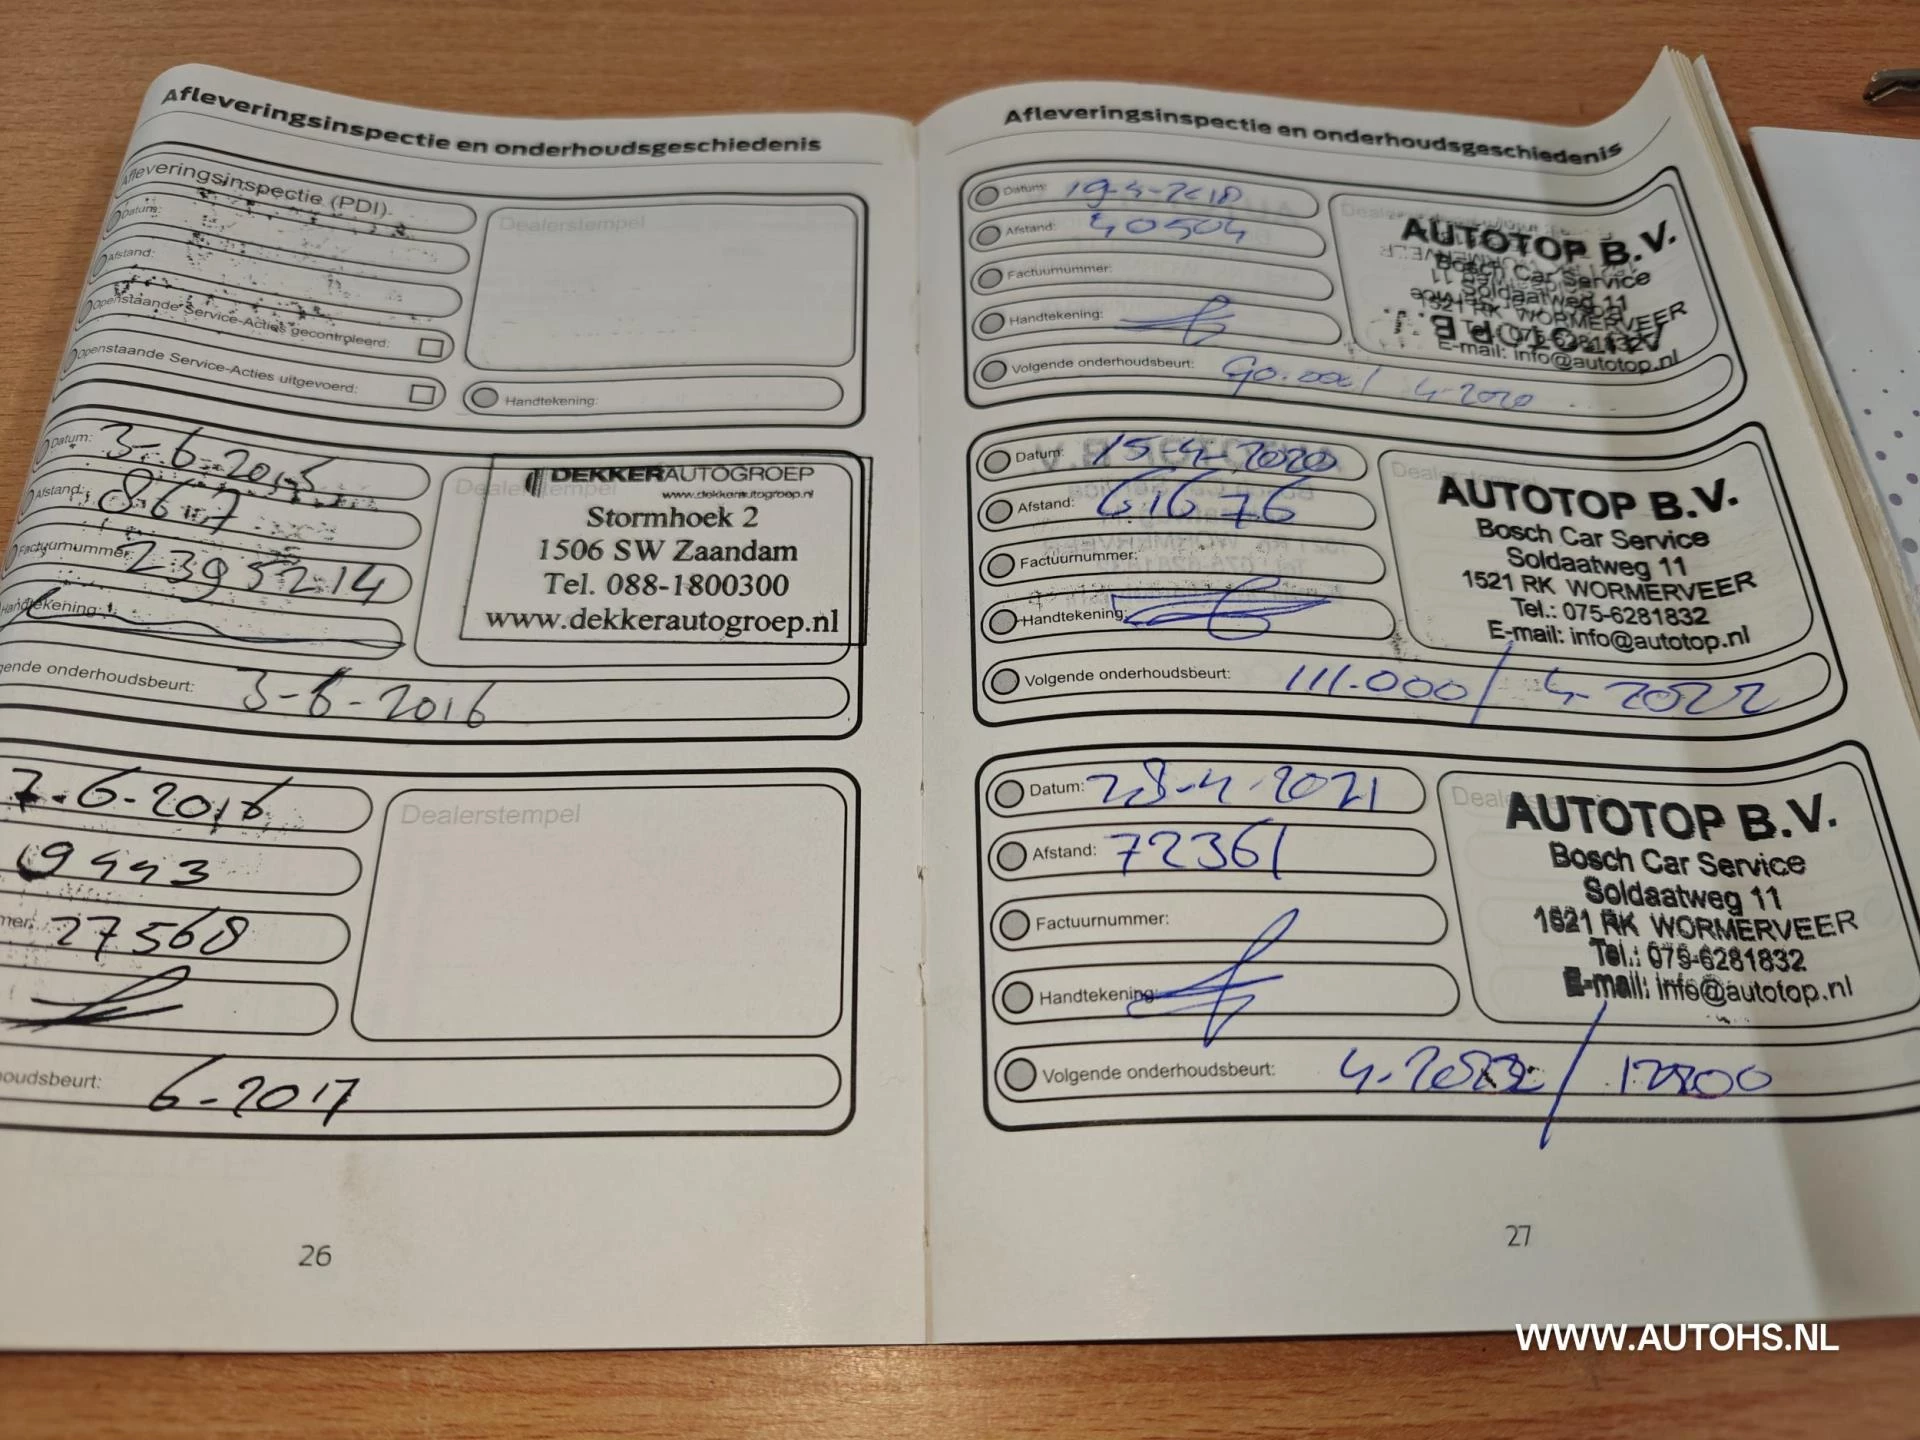 Afleveringsinspectie en onderhoudsgeschiedenis
Afleveringsinspectie (PDI)
Datum:
Afstand:
Openstaande Service-Acties gecontroleerd:
Openstaande Service-Acties uitgevoerd:
Dealerstempel
Handtekening:
Datum: 3-6-2015
Afstand: 8667
Factuurnummer 23955214
Handtekening:
gende onderhoudsbeurt: 3-6-2016
DEKKERAUTOGROEP
www.dekkerautogroep.nl
Stormhoek 2
1506 SW Zaandam
Tel. 088-1800300
www.dekkerautogroep.nl
7-6-2016
9443
mer: 27568
Dealerstempel
houdsbeurt: 6-2017
26
Afleveringsinspectie en onderhoudsgeschiedenis
Datum: 19-4-2018
Afstand: 40504
Factuurnummer:
Handtekening:
Volgende onderhoudsbeurt: 90.000/ 4-2020
AUTOTOP B.V.
Bosch Car Service
Soldaatweg 11
1521 RK WORMERVEER
Tel.: 075-6281832
E-mail: info@autotop.nl
Datum: 15-4-2020
Afstand: 61676
Factuurnummer:
Handtekening:
Volgende onderhoudsbeurt: 111.000/ 4-2022
AUTOTOP B.V.
Bosch Car Service
Soldaatweg 11
1521 RK WORMERVEER
Tel.: 075-6281832
E-mail: info@autotop.nl
Datum: 28-4-2021
Afstand: 72361
Factuurnummer:
Handtekening:
Volgende onderhoudsbeurt:
AUTOTOP B.V.
Bosch Car Service
Soldaatweg 11
1521 RK WORMERVEER
Tel.: 075-6281832
E-mail: info@autotop.nl
27
WWW.AUTOHS.NL